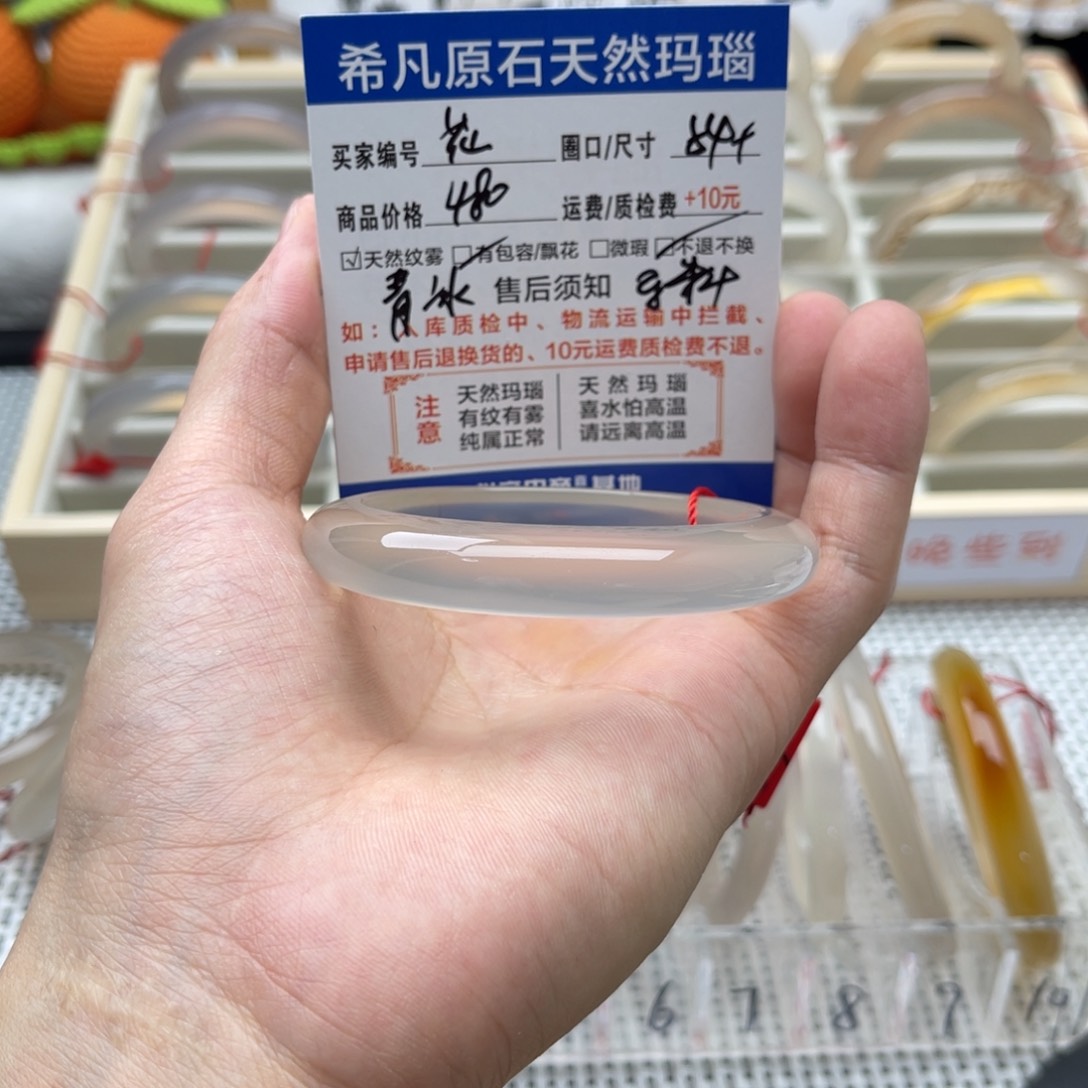 希凡原石天然玛瑙
买家编号 圈口/尺寸
商品价格 480 运费/质检费 +10元
☑天然纹雾 □有包容/飘花 □微瑕 ☑不退不换
青冰 售后须知
如：入库质检中、物流运输中拦截、
申请售后退换货的、10元运费质检费不退。
注意
天然玛瑙
有纹有雾
纯属正常
天然玛瑙
喜水怕高温
请远离高温
基地
6 7 8 9 10